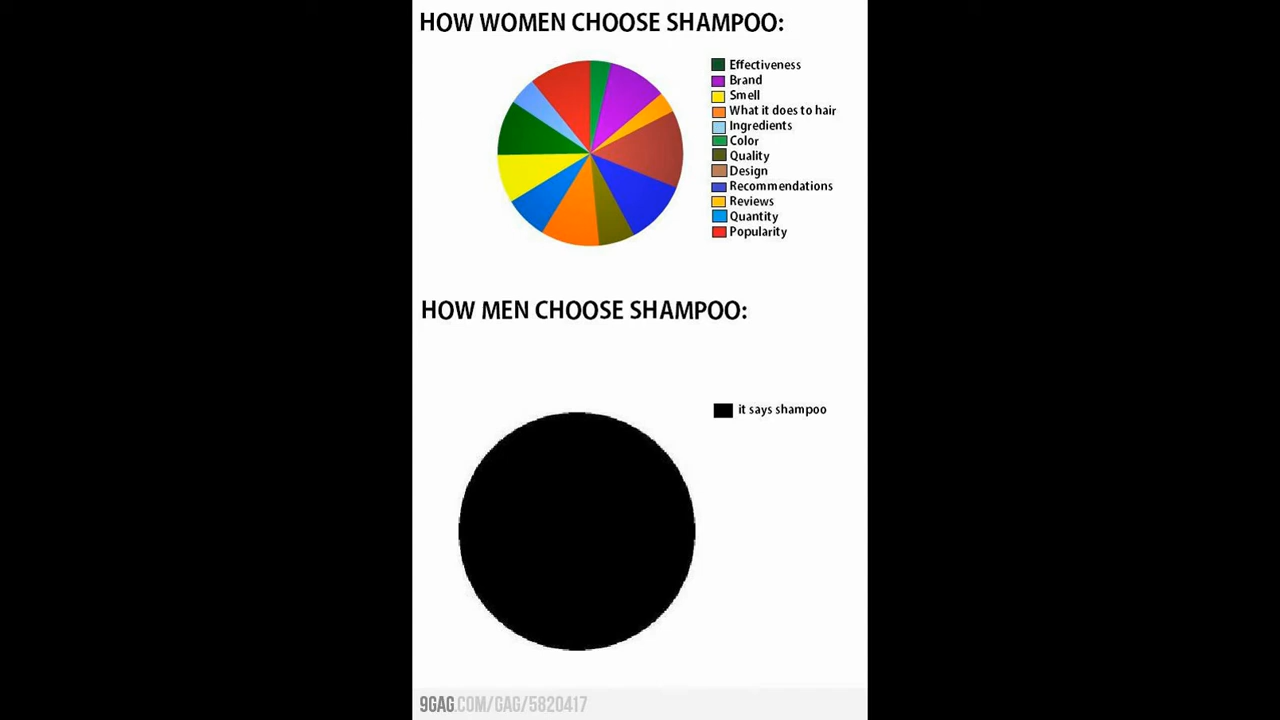 HOW WOMEN CHOOSE SHAMPOO:
Effectiveness
Brand
Smell
What it does to hair
Ingredients
Color
Quality
Design
Recommendations
Reviews
Quantity
Popularity
HOW MEN CHOOSE SHAMPOO:
it says shampoo
9GAG.COM/GAG/5820417